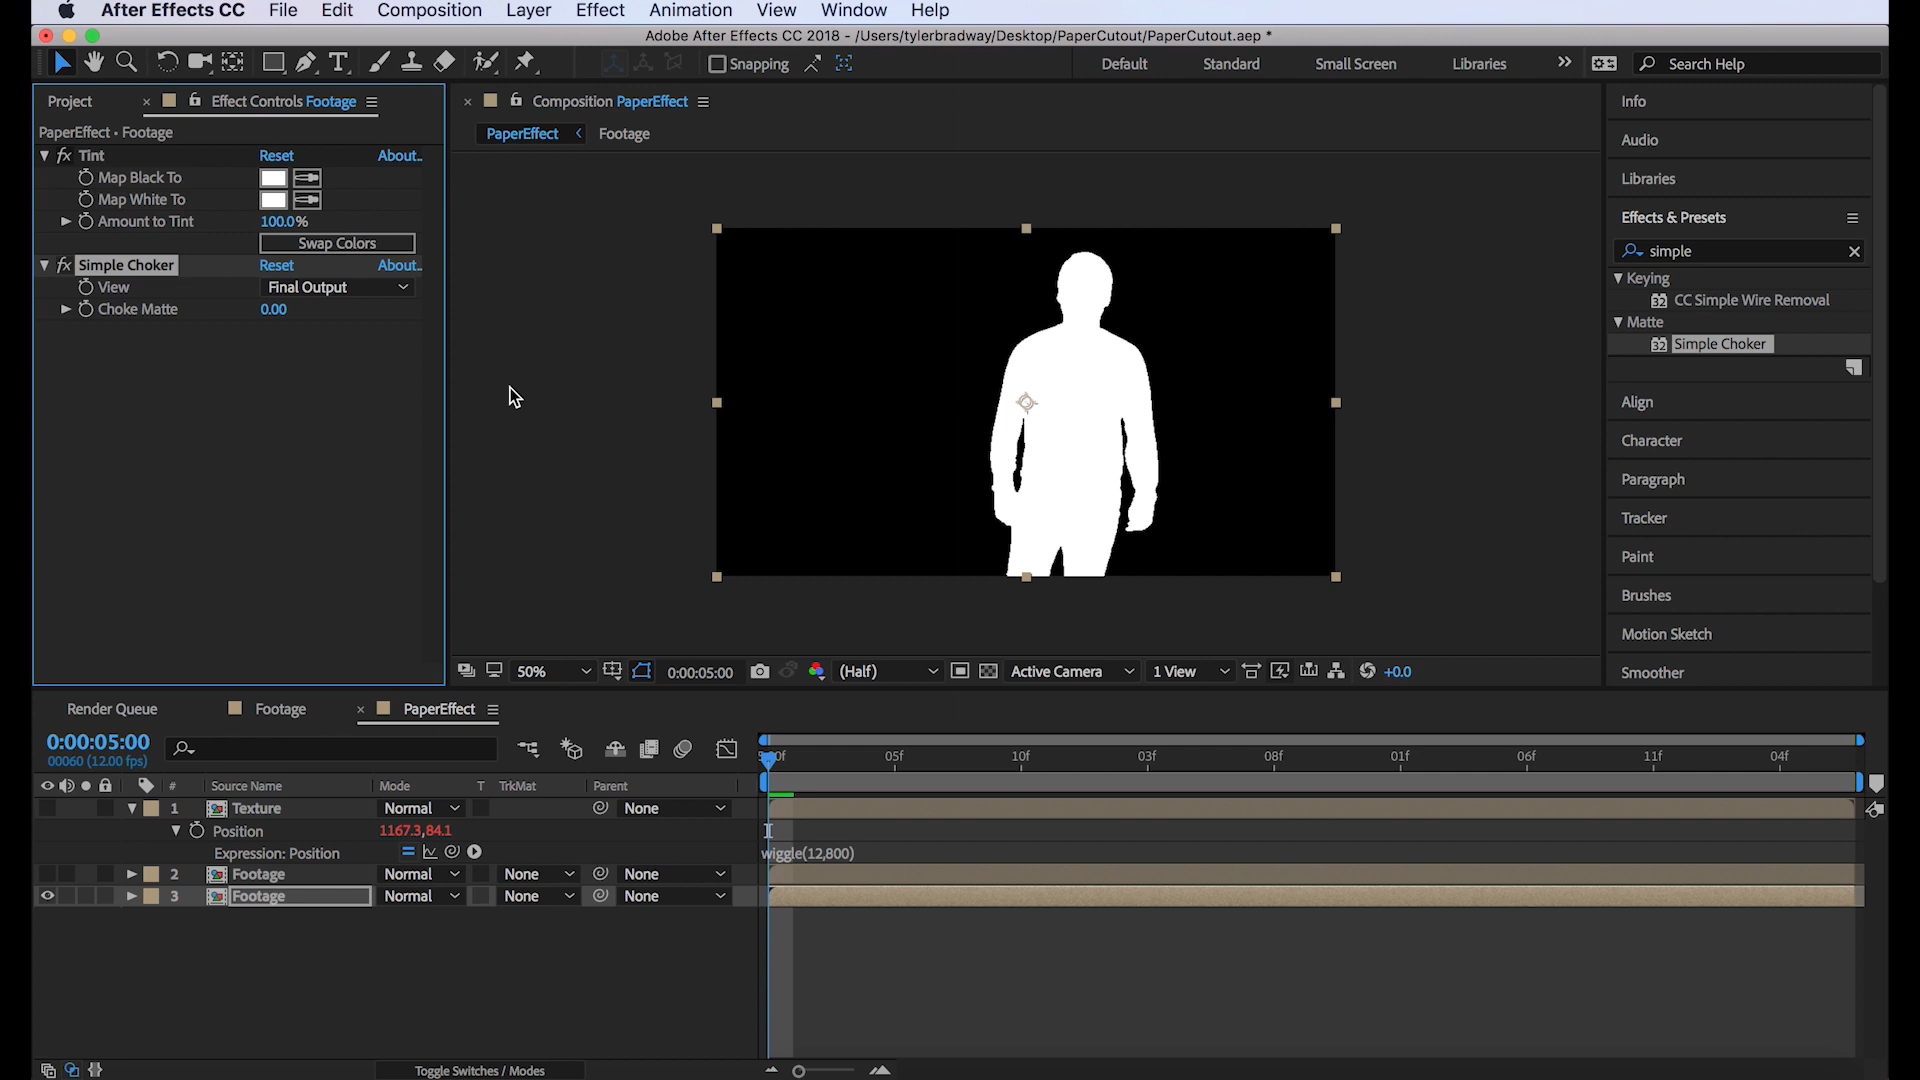 After Effects CC File Edit Composition Layer Effect Animation View Window Help
Adobe After Effects CC 2018 - /Users/tylerbradway/Desktop/PaperCutout/PaperCutout.aep *
Snapping Default Standard Small Screen Libraries Search Help
Project Effect Controls Footage
PaperEffect • Footage
fx Tint Reset About..
Map Black To
Map White To
Amount to Tint 100.0%
Swap Colors
fx Simple Choker Reset About..
View Final Output
Choke Matte 0.00
Composition PaperEffect
PaperEffect Footage
50% 0:00:05:00 (Half) Active Camera 1 View +0.0
Info
Audio
Libraries
Effects & Presets
simple
Keying
32 CC Simple Wire Removal
Matte
32 Simple Choker
Align
Character
Paragraph
Tracker
Paint
Brushes
Motion Sketch
Smoother
Render Queue Footage PaperEffect
0:00:05:00
00060 (12.00 fps)
05f 10f 03f 08f 01f 06f 11f 04f
# Source Name Mode T TrkMat Parent
1 Texture Normal None
Position 1167.3,84.1
Expression: Position wiggle(12,800)
2 Footage Normal None None
3 Footage Normal None None
Toggle Switches / Modes